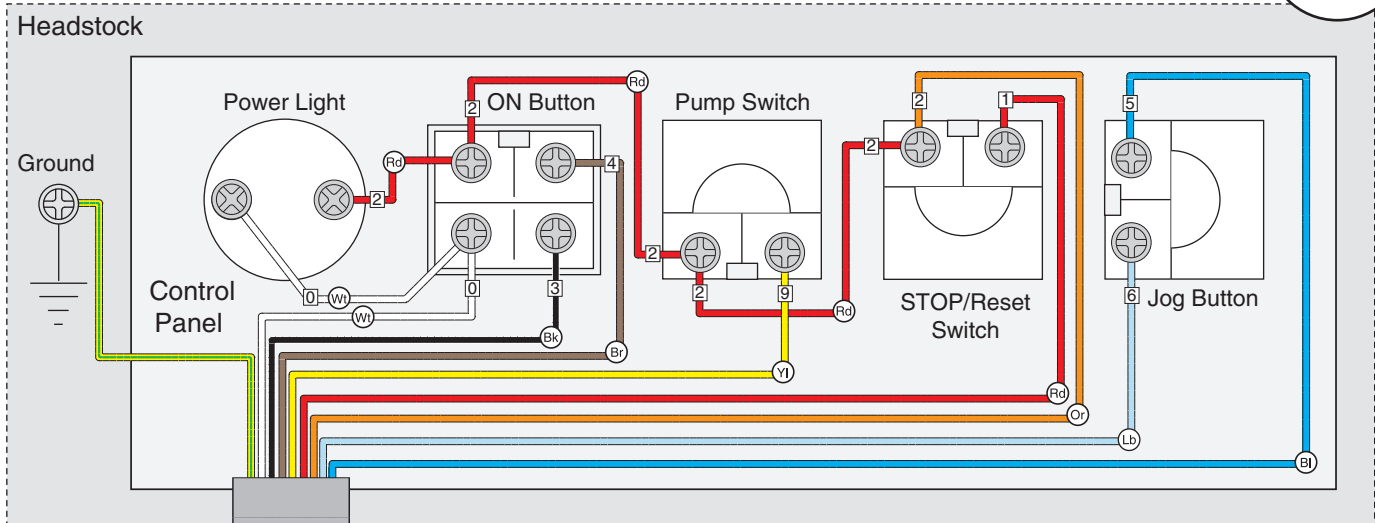 Headstock
Power Light
ON Button
Pump Switch
Ground
Control
Panel
STOP/Reset
Switch
Jog Button
Rd
2
Rd
2
4
2
0
Wt
0
Wt
3
Bk
Br
2
2
9
Yl
Rd
2
2
1
Rd
Or
5
6
Lb
Bl